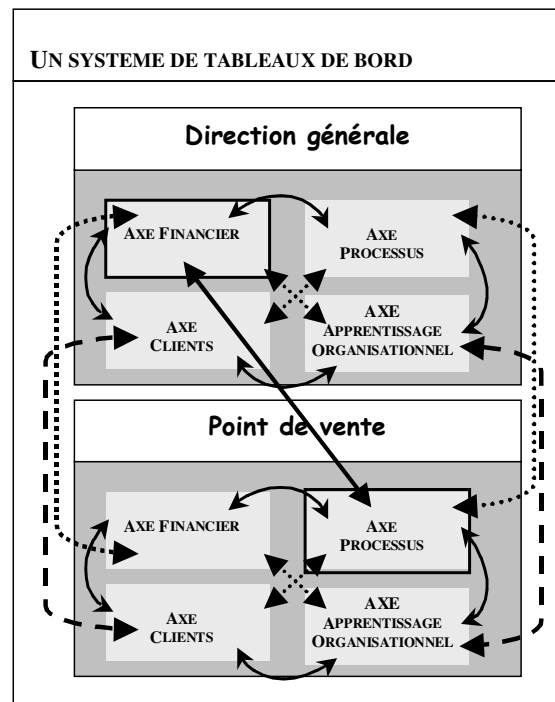 UN SYSTEME DE TABLEAUX DE BORD
Direction générale
AXE FINANCIER
AXE
PROCESSUS
AXE
CLIENTS
AXE
APPRENTISSAGE
ORGANISATIONNEL
Point de vente
AXE FINANCIER
AXE
PROCESSUS
AXE
CLIENTS
AXE
APPRENTISSAGE
ORGANISATIONNEL